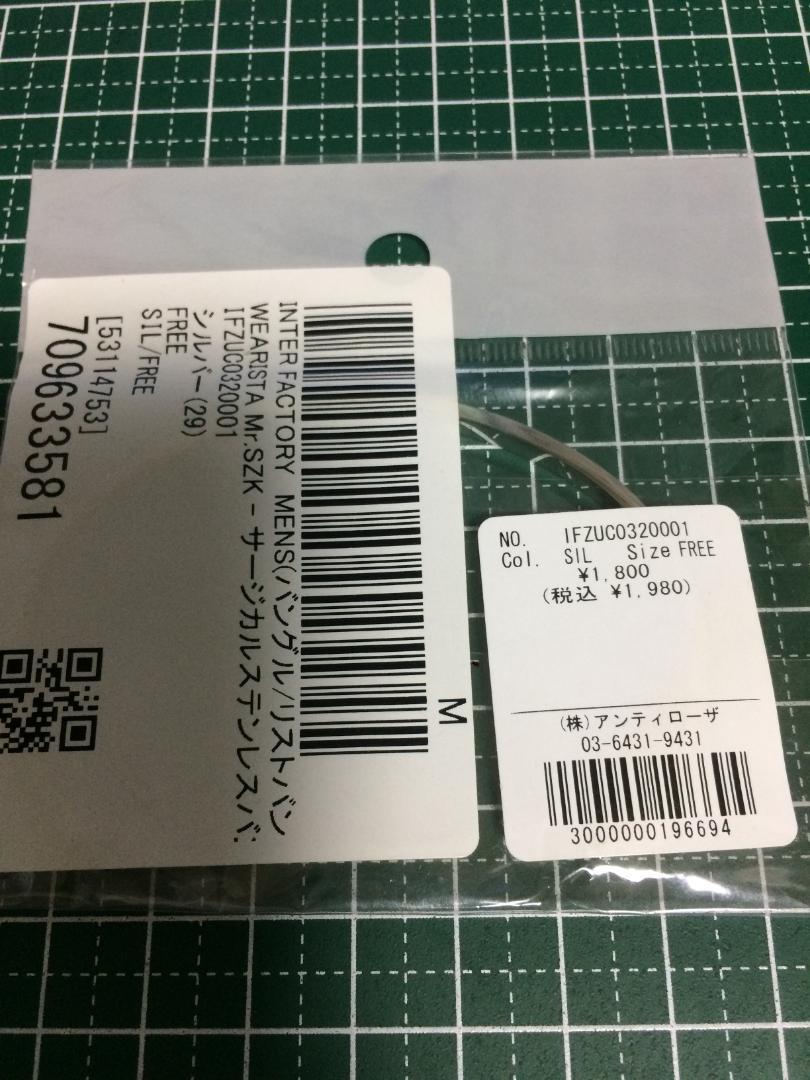 M
INTER FACTORY MENS(バングル/リストバン
WEARISTA Mr.SZK - サージカルステンレスバ
IFZUC0320001
シルバー(29)
FREE
SIL/FREE
[53114753]
709633581
NO. IFZUC0320001
Col. SIL Size FREE
¥1,800
(税込 ¥1,980)
(株)アンティローザ
03-6431-9431
3000000196694